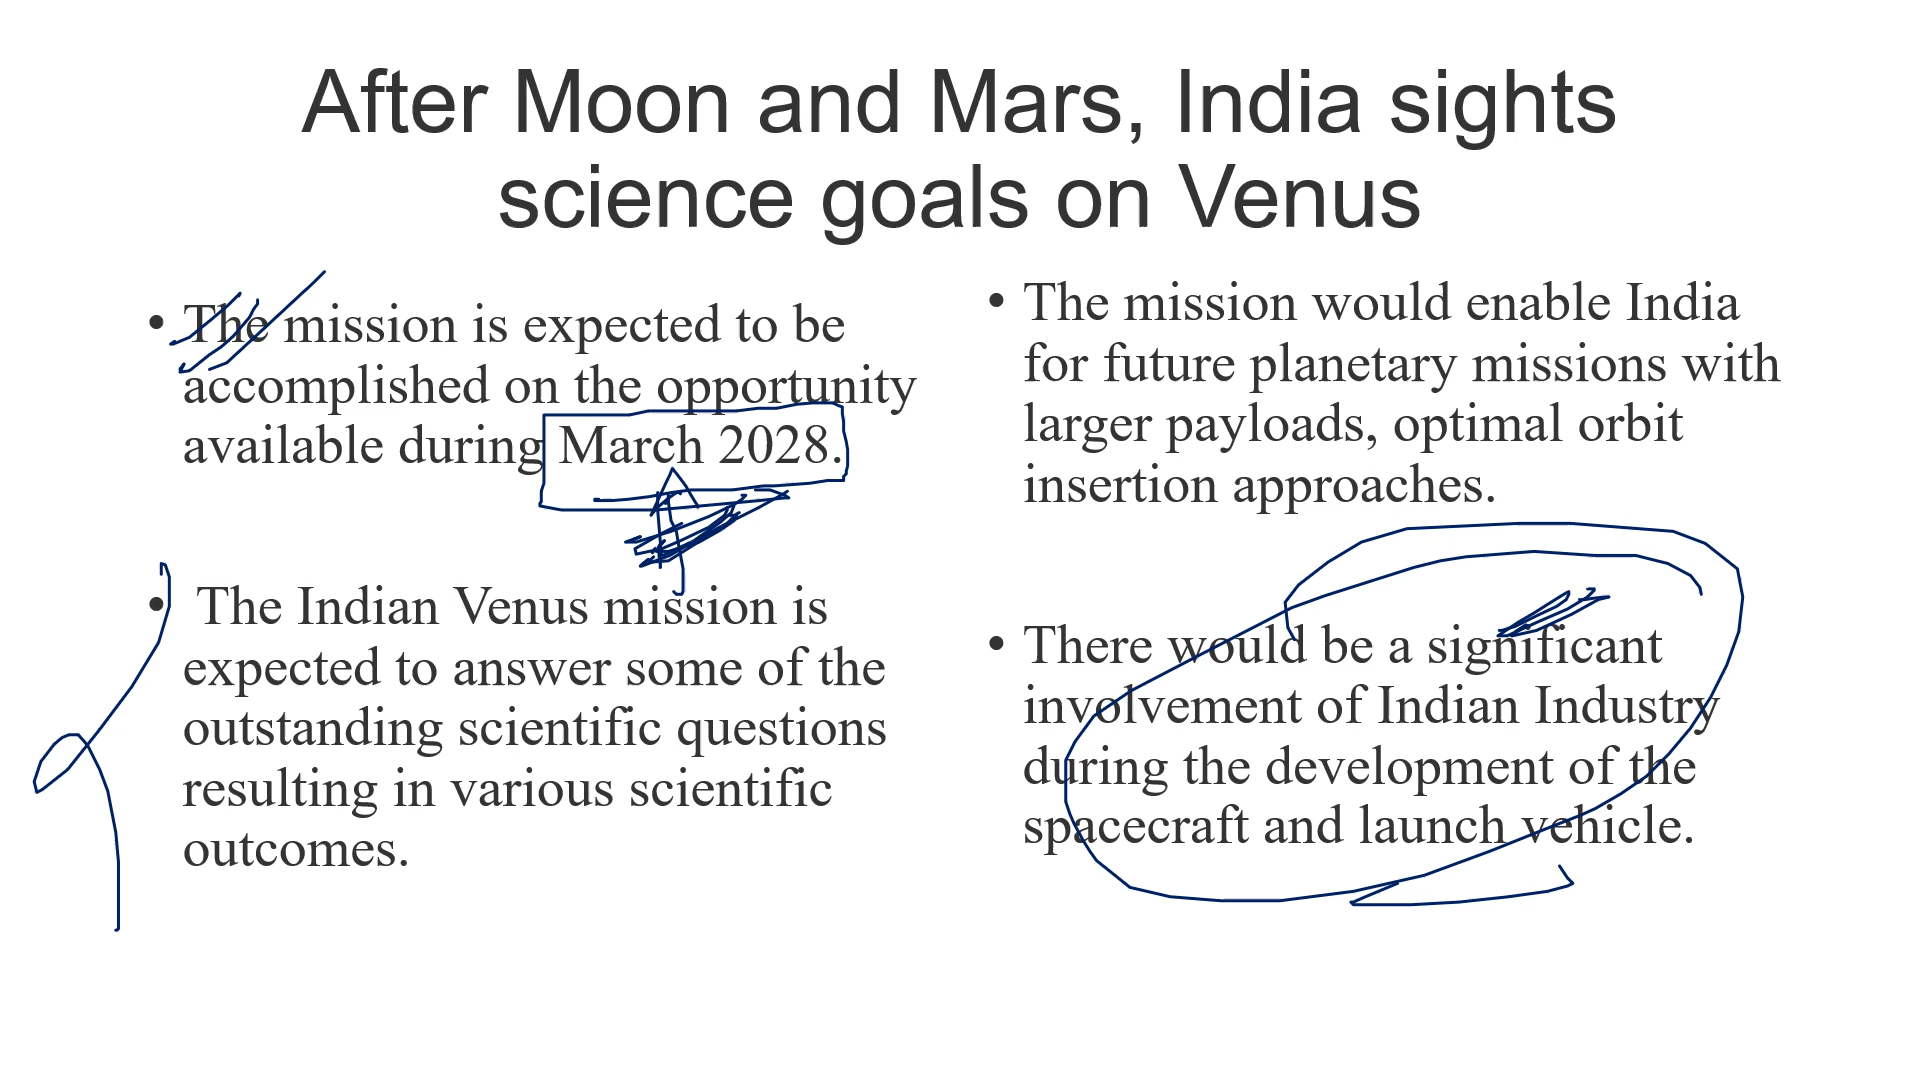 After Moon and Mars, India sights
science goals on Venus
• The mission is expected to be
accomplished on the opportunity
available during March 2028.
• The Indian Venus mission is
expected to answer some of the
outstanding scientific questions
resulting in various scientific
outcomes.
• The mission would enable India
for future planetary missions with
larger payloads, optimal orbit
insertion approaches.
• There would be a significant
involvement of Indian Industry
during the development of the
spacecraft and launch vehicle.